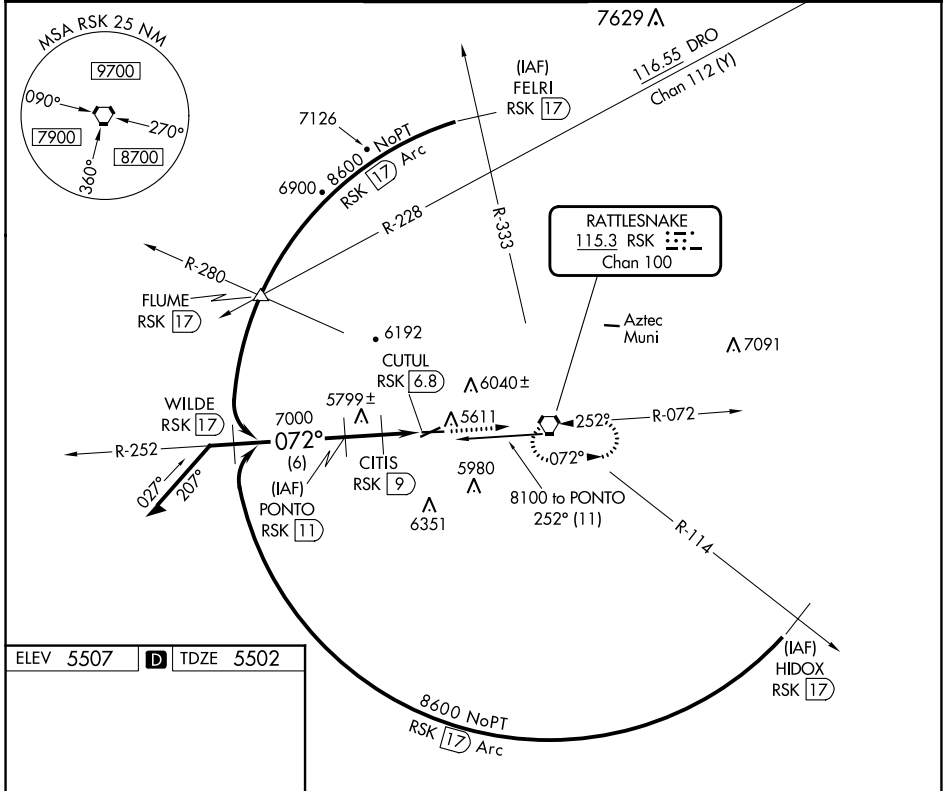 MSA RSK 25 NM
9700
090°
7900
270°
8700
360°
7629
116.55 DRO
Chan 112 (Y)
(IAF)
FELRI
RSK 17
7126
6900
8600 NoPT
RSK 17 Arc
R-228
R-333
RATTLESNAKE
115.3 RSK
Chan 100
R-280
FLUME
RSK 17
Aztec
Muni
6192
7091
CUTUL
RSK 6.8
6040±
WILDE
RSK 17
7000
5799±
5611
252°
R-072
R-252
072°
(6)
072°
CITIS
RSK 9
5980
027°
207°
(IAF)
PONTO
RSK 11
6351
8100 to PONTO
252° (11)
R-114
ELEV 5507 D TDZE 5502
(IAF)
HIDOX
RSK 17
8600 NoPT
RSK 17 Arc